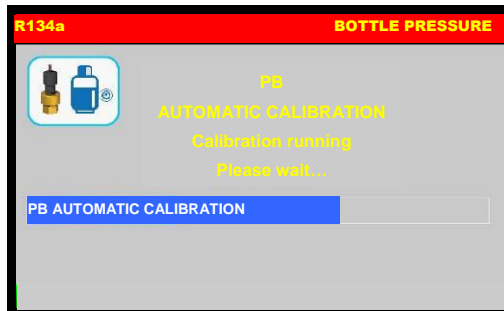 R134a
BOTTLE PRESSURE
PB
AUTOMATIC CALIBRATION
Calibration running
Please wait…
PB AUTOMATIC CALIBRATION